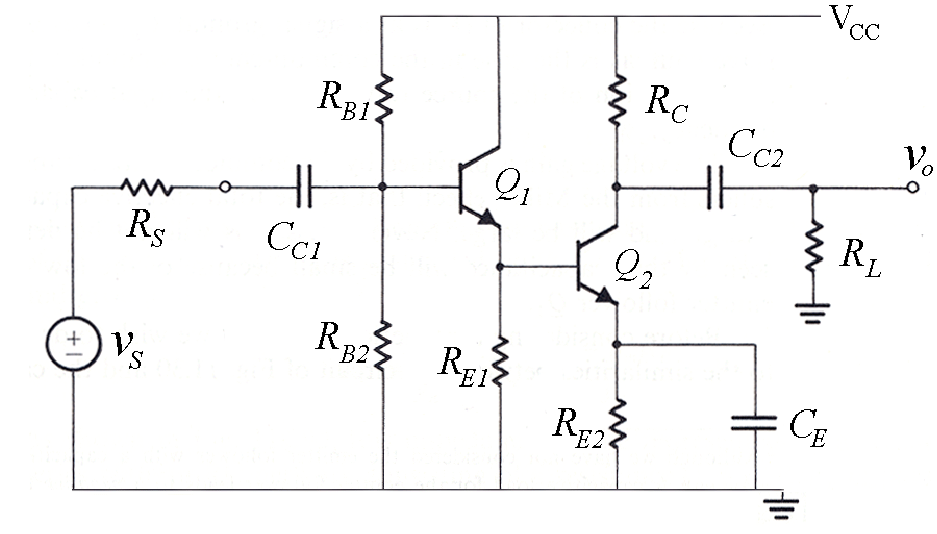 V_CC
R_B1
R_C
C_C2
v_o
Q_1
R_S
C_C1
Q_2
R_L
+
−
v_S
R_B2
R_E1
R_E2
C_E